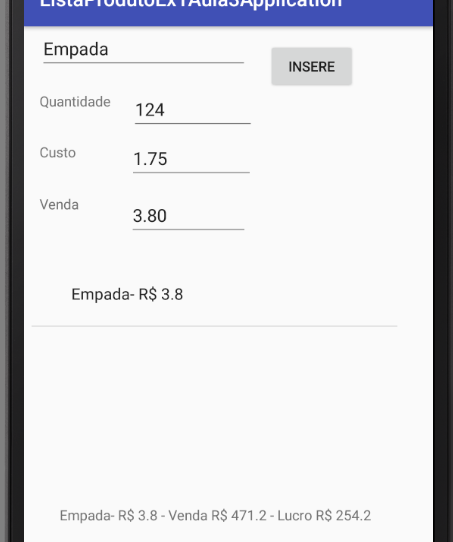 ListaProdutoEx1Aula3Application
Empada
INSERE
Quantidade 124
Custo 1.75
Venda 3.80
Empada- R$ 3.8
Empada- R$ 3.8 - Venda R$ 471.2 - Lucro R$ 254.2